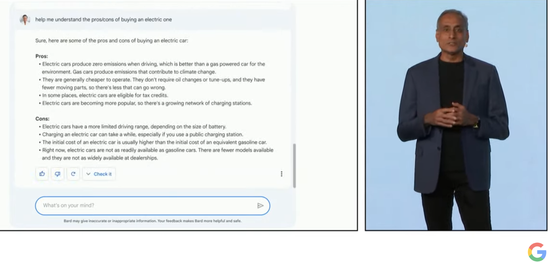 help me understand the pros/cons of buying an electric one
Sure, here are some of the pros and cons of buying an electric car:
Pros:
• Electric cars produce zero emissions when driving, which is better than a gas powered car for the
environment. Gas cars produce emissions that contribute to climate change.
• They are generally cheaper to operate. They don't require oil changes or tune-ups, and they have
fewer moving parts, so there's less that can go wrong.
• In some places, electric cars are eligible for tax credits.
• Electric cars are becoming more popular, so there's a growing network of charging stations.
Cons:
• Electric cars have a more limited driving range, depending on the size of battery.
• Charging an electric car can take a while, especially if you use a public charging station.
• The initial cost of an electric car is usually higher than the initial cost of an equivalent gasoline car.
• Right now, electric cars are not as readily available as gasoline cars. There are fewer models available
and they are not as widely available at dealerships.
Check it
What's on your mind?
Bard may give inaccurate or inappropriate information. Your feedback makes Bard more helpful and safe.
G